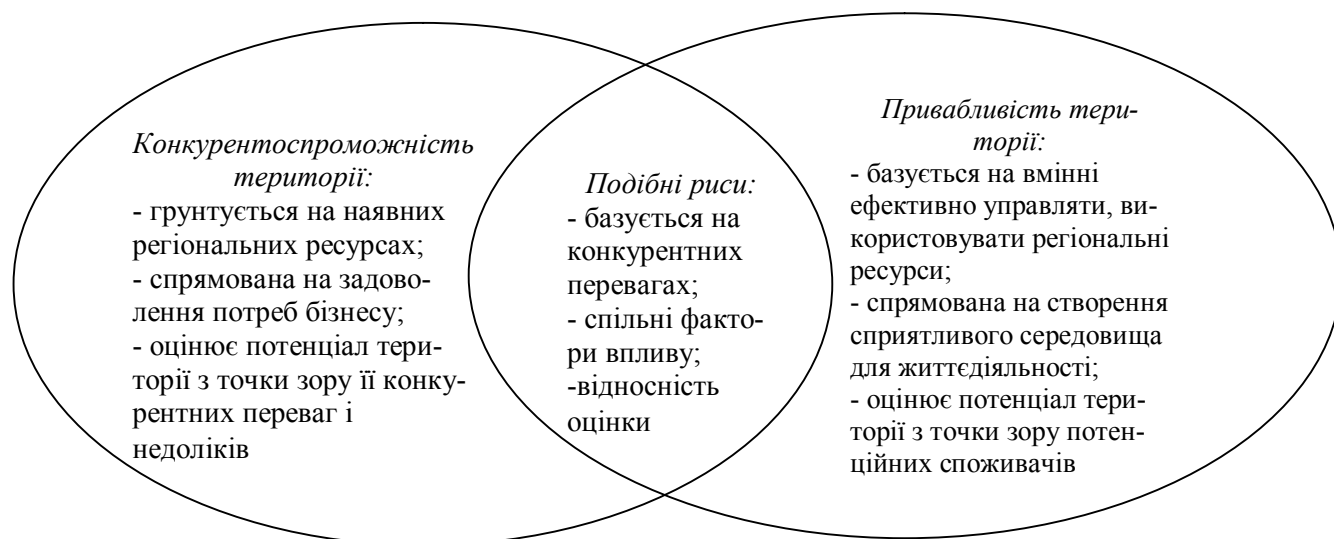 Конкурентоспроможність
території:
- грунтується на наявних
регіональних ресурсах;
- спрямована на задово-
лення потреб бізнесу;
- оцінює потенціал тери-
торії з точки зору її конку-
рентних переваг і
недоліків
Подібні риси:
- базується на
конкурентних
перевагах;
- спільні факто-
ри впливу;
-відносність
оцінки
Привабливість тери-
торії:
- базується на вмінні
ефективно управляти, ви-
користовувати регіональні
ресурси;
- спрямована на створення
сприятливого середовища
для життєдіяльності;
- оцінює потенціал тери-
торії з точки зору потен-
ційних споживачів